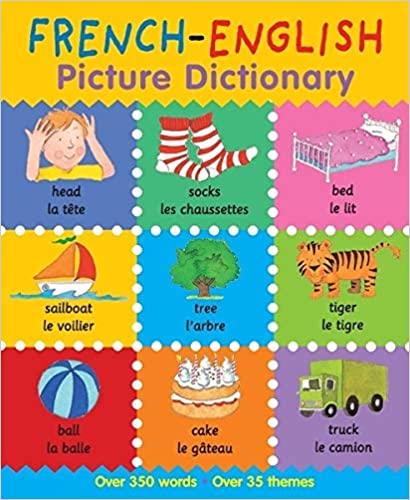 FRENCH-ENGLISH
Picture Dictionary
head
la tête
socks
les chaussettes
bed
le lit
sailboat
le voilier
tree
l'arbre
tiger
le tigre
ball
la balle
cake
le gâteau
truck
le camion
Over 350 words • Over 35 themes